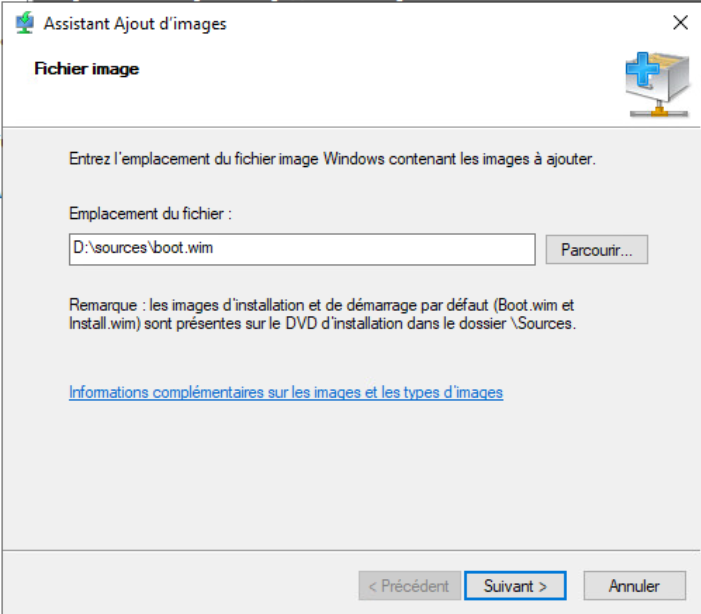 Assistant Ajout d'images
Fichier image
Entrez l'emplacement du fichier image Windows contenant les images à ajouter.
Emplacement du fichier :
D:\sources\boot.wim
Parcourir...
Remarque : les images d'installation et de démarrage par défaut (Boot.wim et
Install.wim) sont présentes sur le DVD d'installation dans le dossier \Sources.
Informations complémentaires sur les images et les types d'images
< Précédent
Suivant >
Annuler